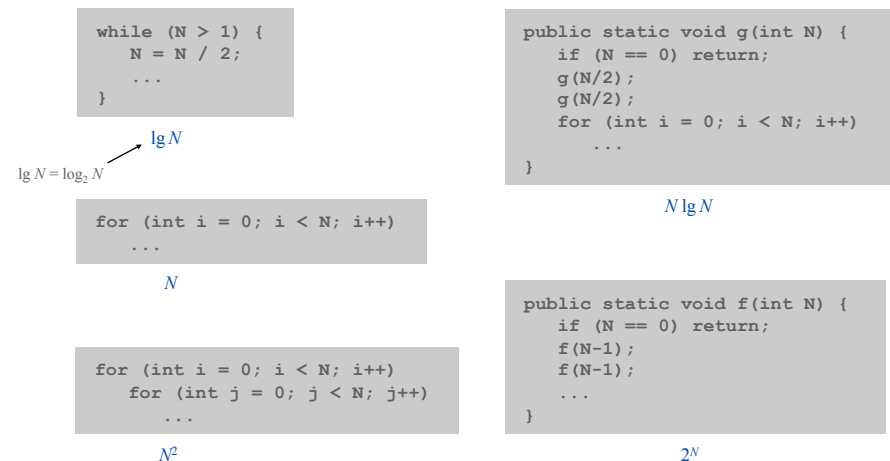 while (N > 1) {
   N = N / 2;
   ...
}
lg N
lg N = log₂ N
for (int i = 0; i < N; i++)
   ...
N
for (int i = 0; i < N; i++)
   for (int j = 0; j < N; j++)
      ...
N²
public static void g(int N) {
   if (N == 0) return;
   g(N/2);
   g(N/2);
   for (int i = 0; i < N; i++)
      ...
}
N lg N
public static void f(int N) {
   if (N == 0) return;
   f(N-1);
   f(N-1);
   ...
}
2ᴺ